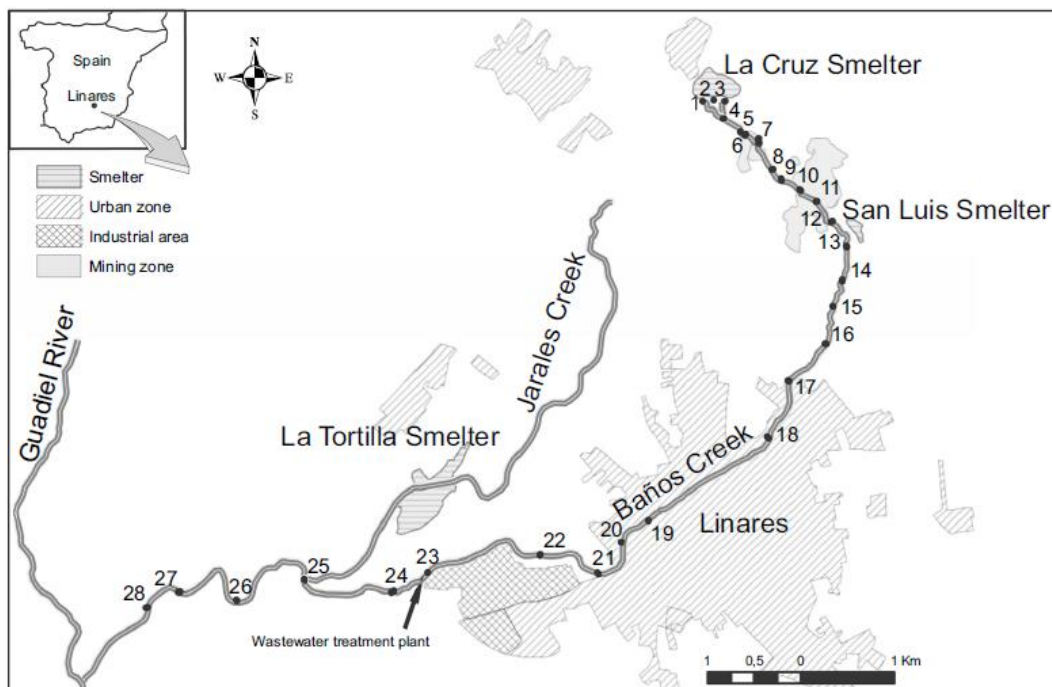 Spain
Linares
N
W
E
S
Smelter
Urban zone
Industrial area
Mining zone
La Cruz Smelter
2 3
1
4
5
7
6
8
9
10
11
San Luis Smelter
12
13
14
15
16
17
18
Jarales Creek
Guadiel River
La Tortilla Smelter
Baños Creek
Linares
19
20
21
22
23
24
25
26
27
28
Wastewater treatment plant
1 0,5 0 1 Km